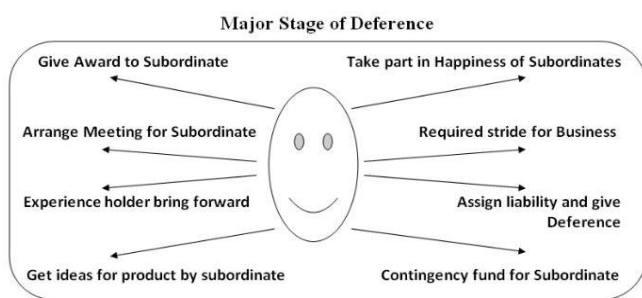 Major Stage of Deference
Give Award to Subordinate
Take part in Happiness of Subordinates
Arrange Meeting for Subordinate
Required stride for Business
Experience holder bring forward
Assign liability and give
Deference
Get ideas for product by subordinate
Contingency fund for Subordinate